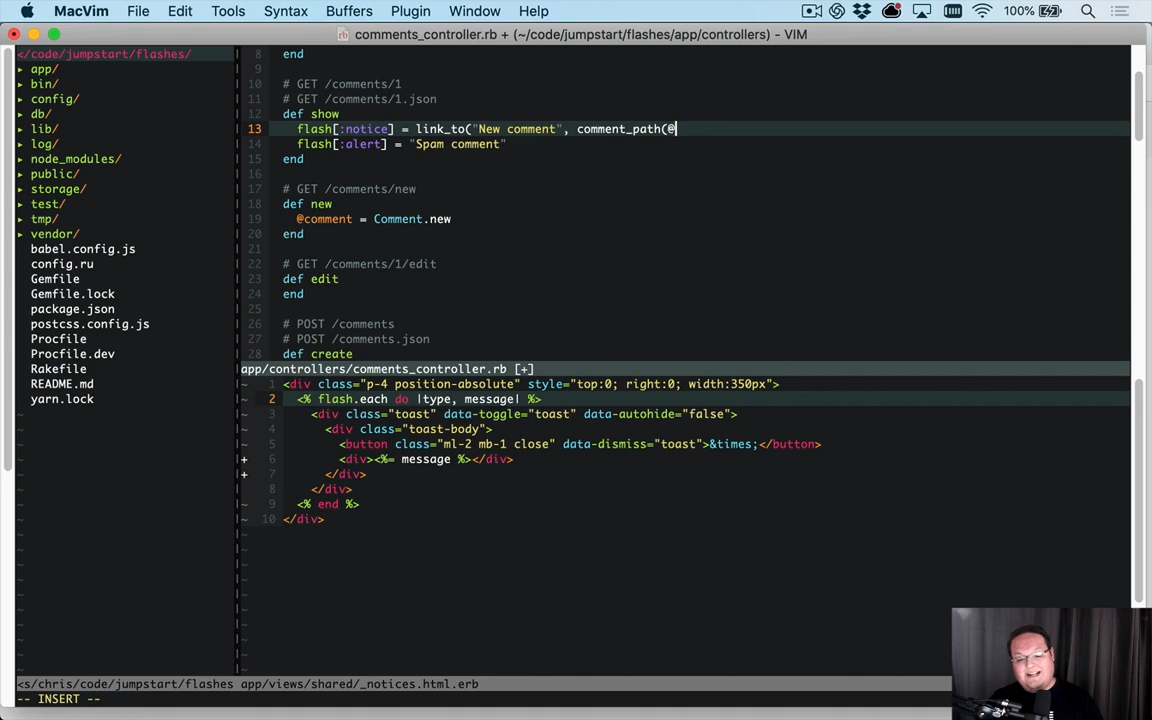 MacVim File Edit Tools Syntax Buffers Plugin Window Help 100%
comments_controller.rb + (~/code/jumpstart/flashes/app/controllers) - VIM
</code/jumpstart/flashes/
▸ app/
▸ bin/
▸ config/
▸ db/
▸ lib/
▸ log/
▸ node_modules/
▸ public/
▸ storage/
▸ test/
▸ tmp/
▸ vendor/
babel.config.js
config.ru
Gemfile
Gemfile.lock
package.json
postcss.config.js
Procfile
Procfile.dev
Rakefile
README.md
yarn.lock
8 end
9
10 # GET /comments/1
11 # GET /comments/1.json
12 def show
13 flash[:notice] = link_to("New comment", comment_path(@
14 flash[:alert] = "Spam comment"
15 end
16
17 # GET /comments/new
18 def new
19 @comment = Comment.new
20 end
21
22 # GET /comments/1/edit
23 def edit
24 end
25
26 # POST /comments
27 # POST /comments.json
28 def create
app/controllers/comments_controller.rb [+]
~ 1 <div class="p-4 position-absolute" style="top:0; right:0; width:350px">
~ 2 <% flash.each do |type, message| %>
~ 3 <div class="toast" data-toggle="toast" data-autohide="false">
~ 4 <div class="toast-body">
~ 5 <button class="ml-2 mb-1 close" data-dismiss="toast">&times;</button>
+ 6 <div><%= message %></div>
+ 7 </div>
~ 8 </div>
~ 9 <% end %>
~ 10 </div>
<s/chris/code/jumpstart/flashes app/views/shared/_notices.html.erb
-- INSERT --